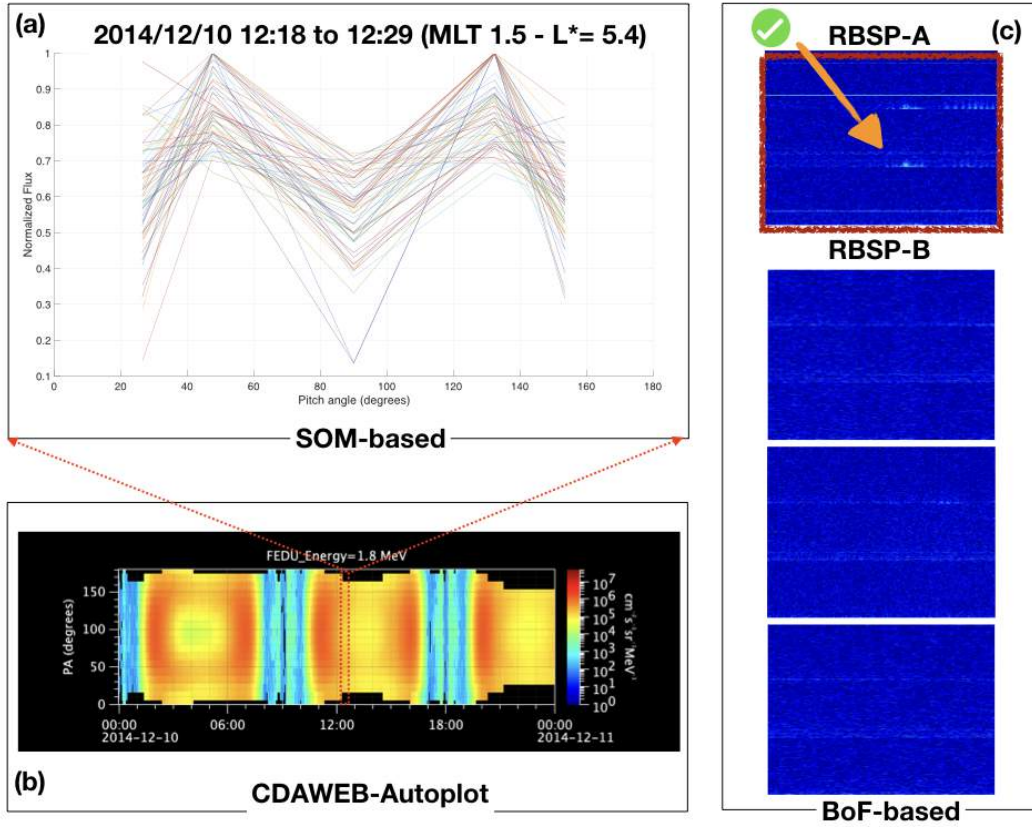 (a)
2014/12/10 12:18 to 12:29 (MLT 1.5 - L*= 5.4)
1
0.9
0.8
0.7
0.6
0.5
0.4
0.3
0.2
0.1
Normalized Flux
0 20 40 60 80 100 120 140 160 180
Pitch angle (degrees)
SOM-based
FEDU_Energy=1.8 MeV
150
100
50
0
PA (degrees)
10⁷
10⁶
10⁵
10⁴
10³
10²
10¹
10⁰
00:00 06:00 12:00 18:00 00:00
2014-12-10 2014-12-11
(b)
CDAWEB-Autoplot
(c)
RBSP-A
RBSP-B
BoF-based